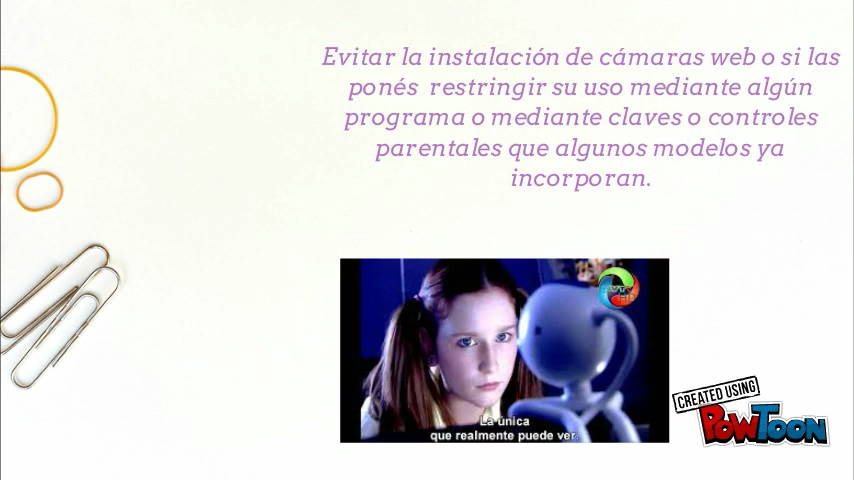 Evitar la instalación de cámaras web o si las
ponés restringir su uso mediante algún
programa o mediante claves o controles
parentales que algunos modelos ya
incorporan.
La única
que realmente puede ver.
CREATED USING
POWTOON